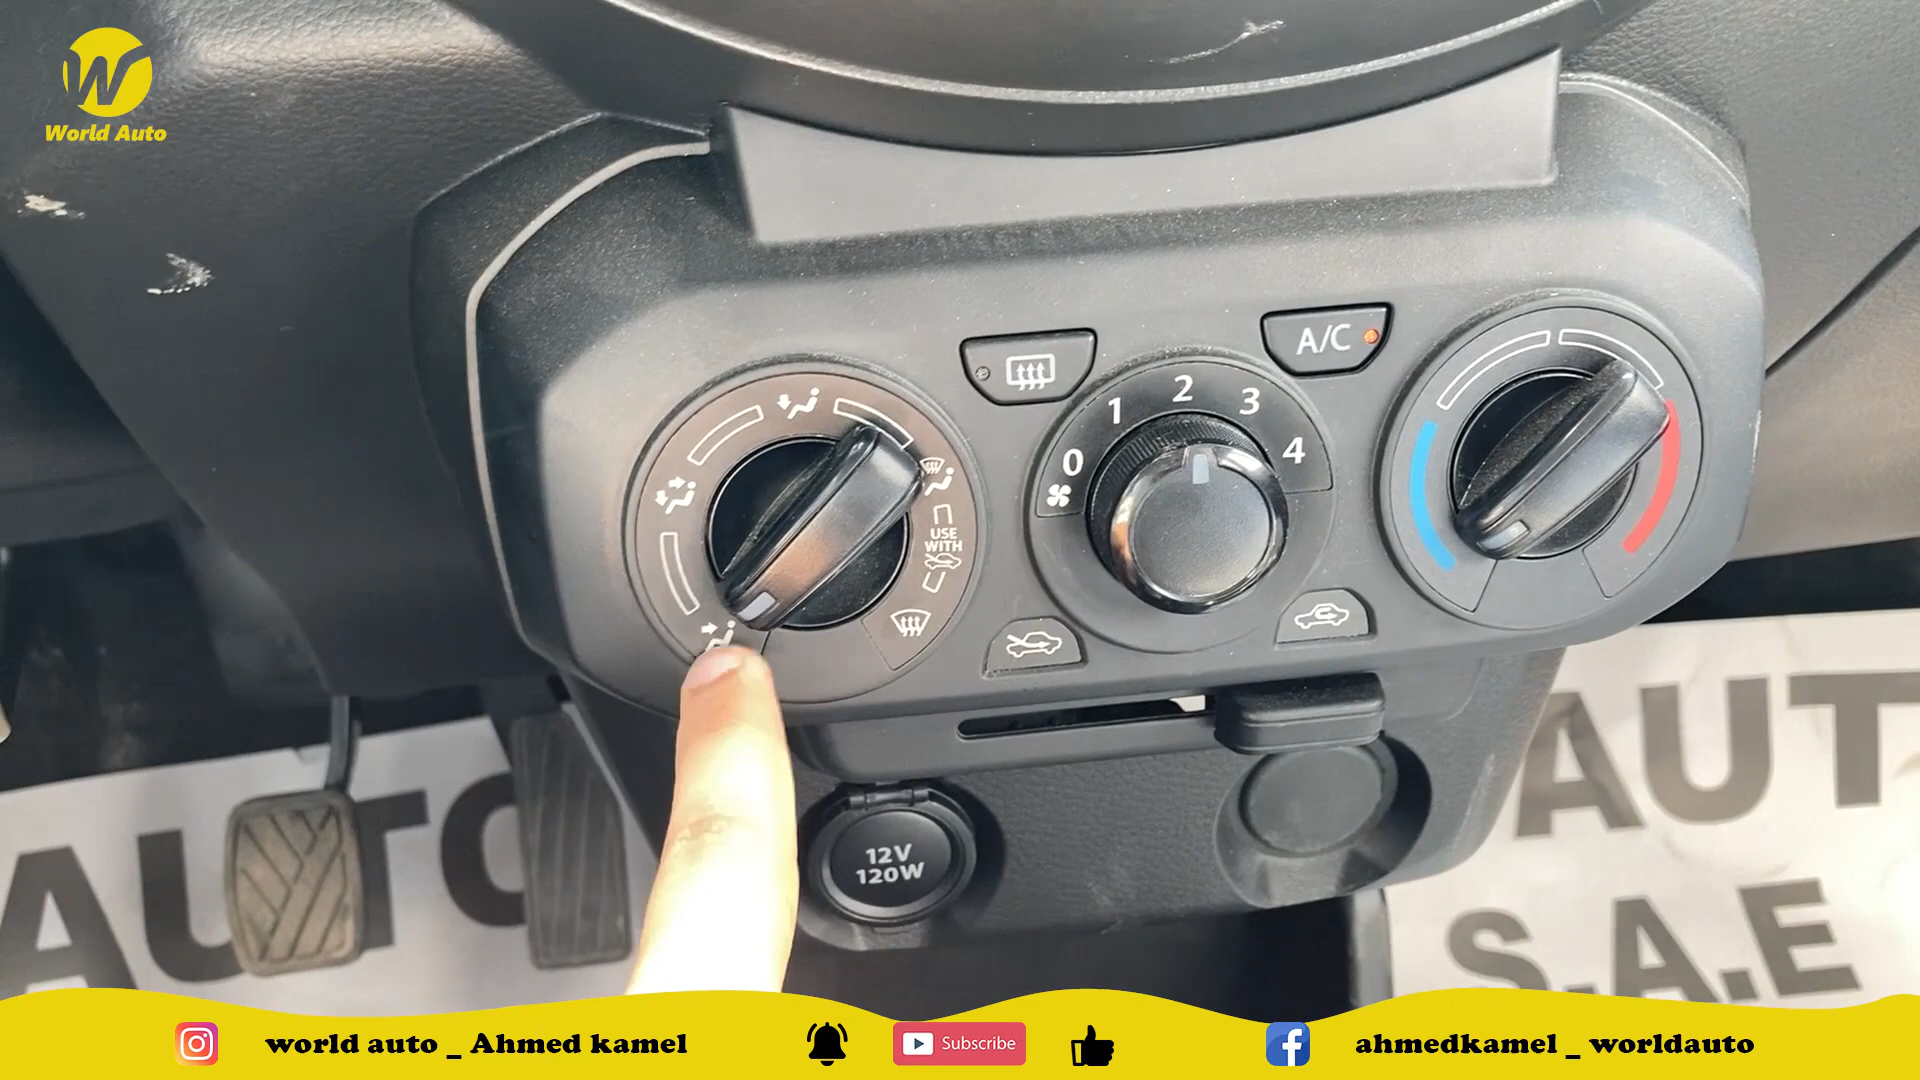 W
World Auto
A/C
0 1 2 3 4
USE
WITH
12V
120W
AUTO
AUT
S.A.E
world auto _ Ahmed kamel
Subscribe
ahmedkamel _ worldauto